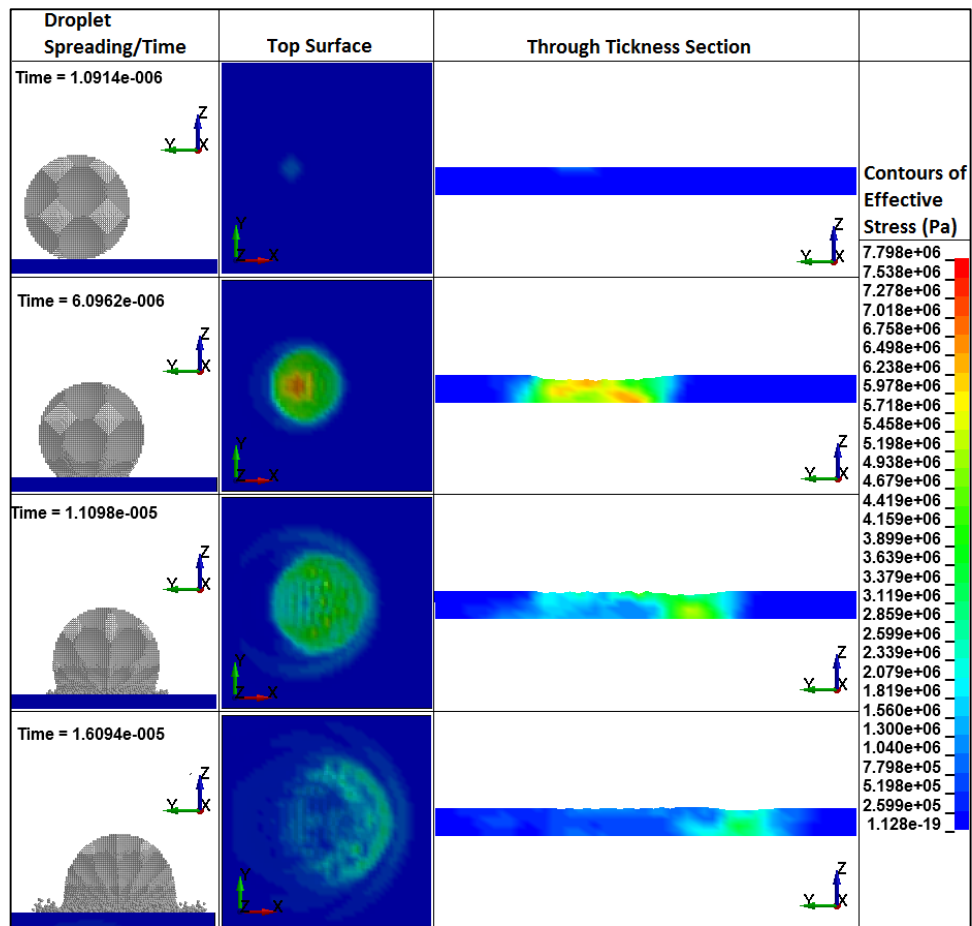 Droplet
Spreading/Time
Top Surface
Through Tickness Section
Time = 1.0914e-006
Z
Y
X
Y
Z
X
Z
Y
X
Time = 6.0962e-006
Z
Y
X
Y
Z
X
Z
Y
X
Time = 1.1098e-005
Z
Y
X
Y
Z
X
Z
Y
X
Time = 1.6094e-005
Z
Y
X
Y
Z
X
Z
Y
X
Contours of
Effective
Stress (Pa)
7.798e+06
7.538e+06
7.278e+06
7.018e+06
6.758e+06
6.498e+06
6.238e+06
5.978e+06
5.718e+06
5.458e+06
5.198e+06
4.938e+06
4.679e+06
4.419e+06
4.159e+06
3.899e+06
3.639e+06
3.379e+06
3.119e+06
2.859e+06
2.599e+06
2.339e+06
2.079e+06
1.819e+06
1.560e+06
1.300e+06
1.040e+06
7.798e+05
5.198e+05
2.599e+05
1.128e-19